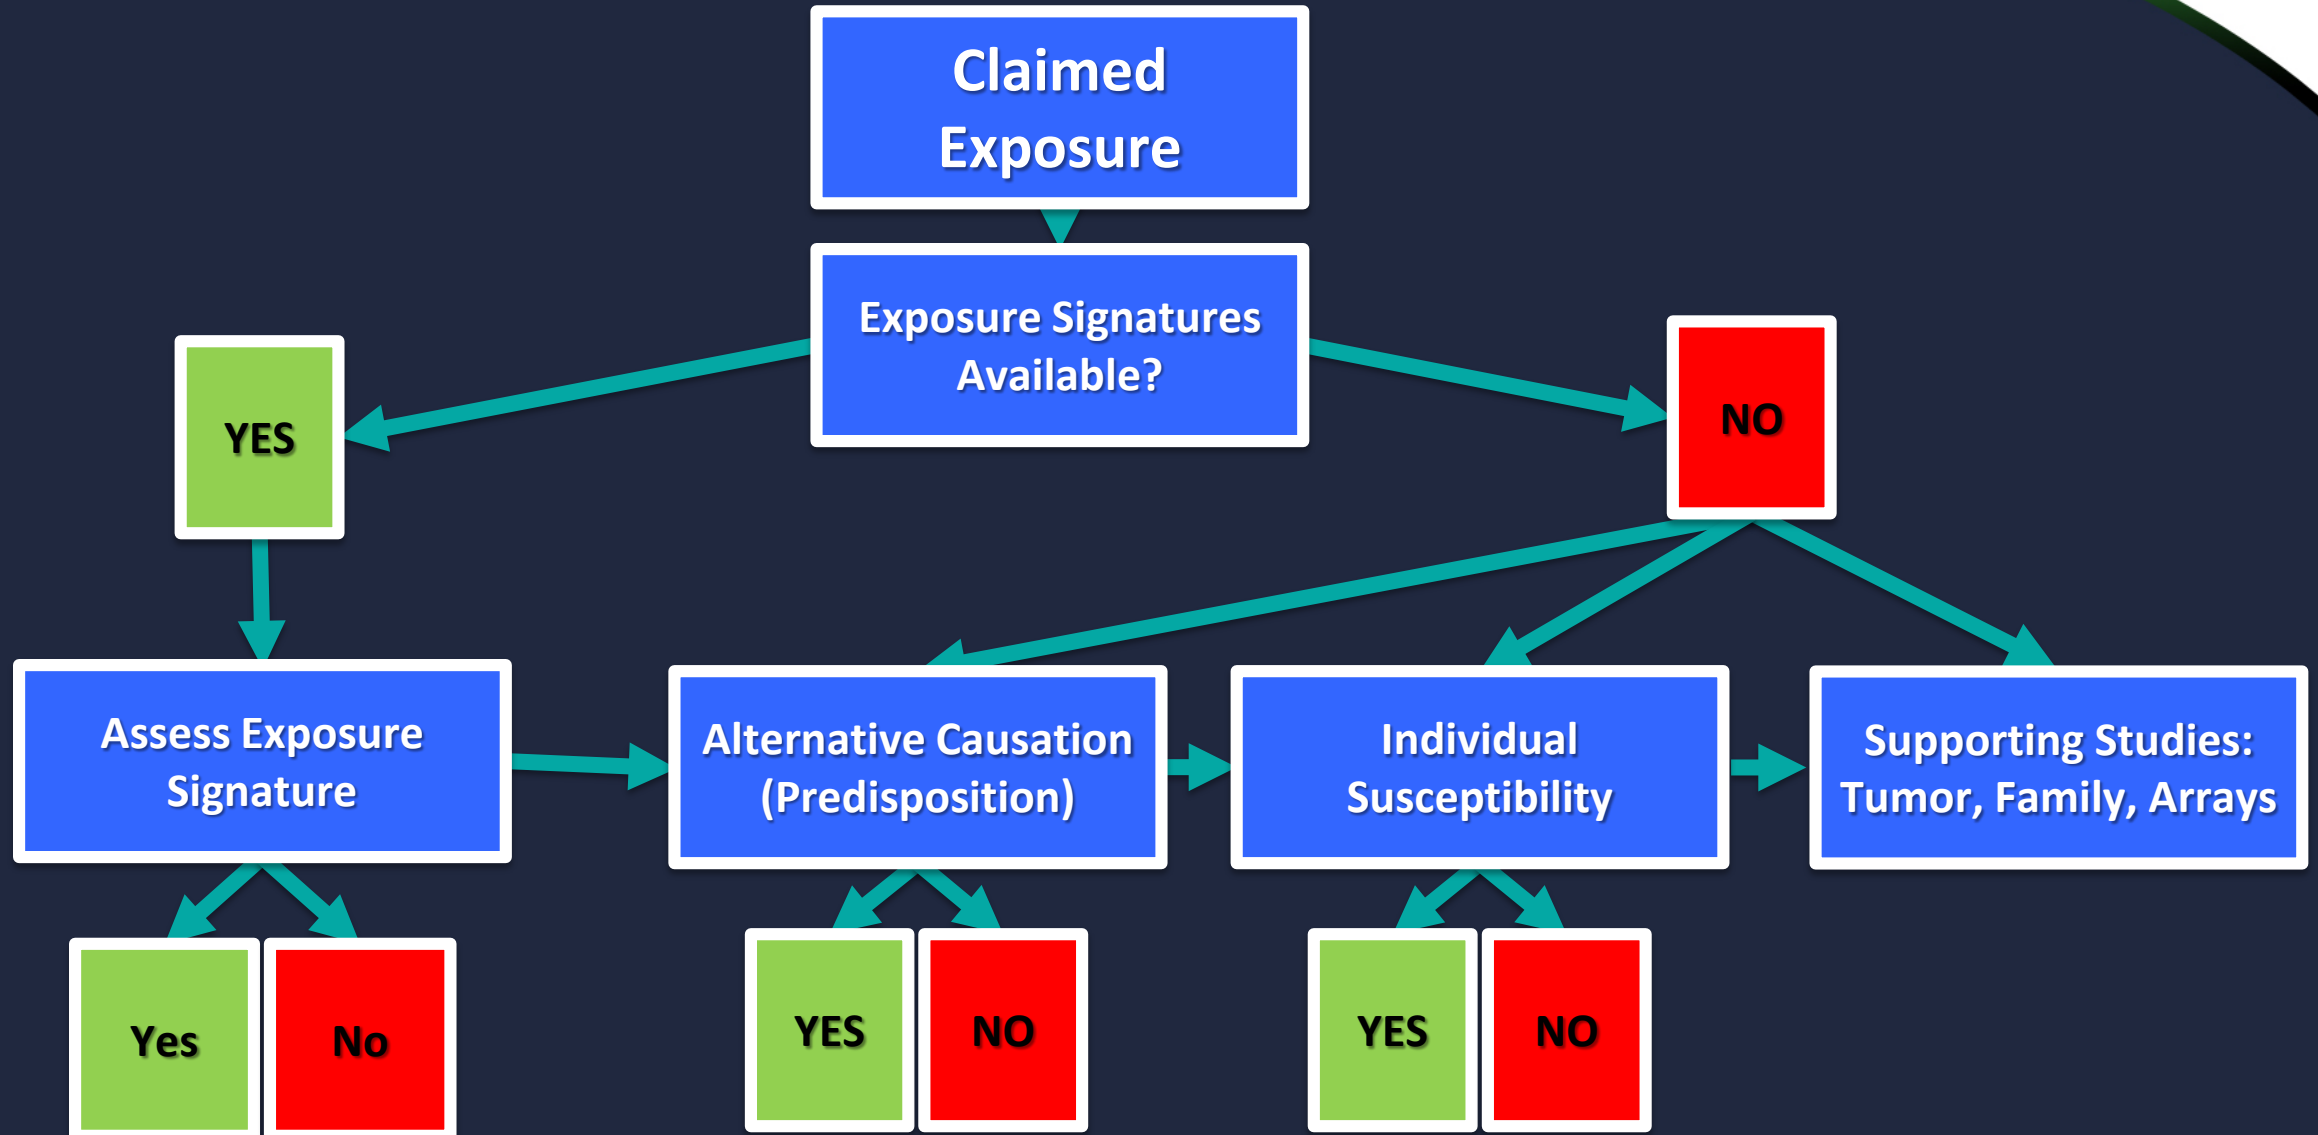 Claimed
Exposure
Exposure Signatures
Available?
YES
NO
Assess Exposure
Signature
Alternative Causation
(Predisposition)
Individual
Susceptibility
Supporting Studies:
Tumor, Family, Arrays
Yes
No
YES
NO
YES
NO